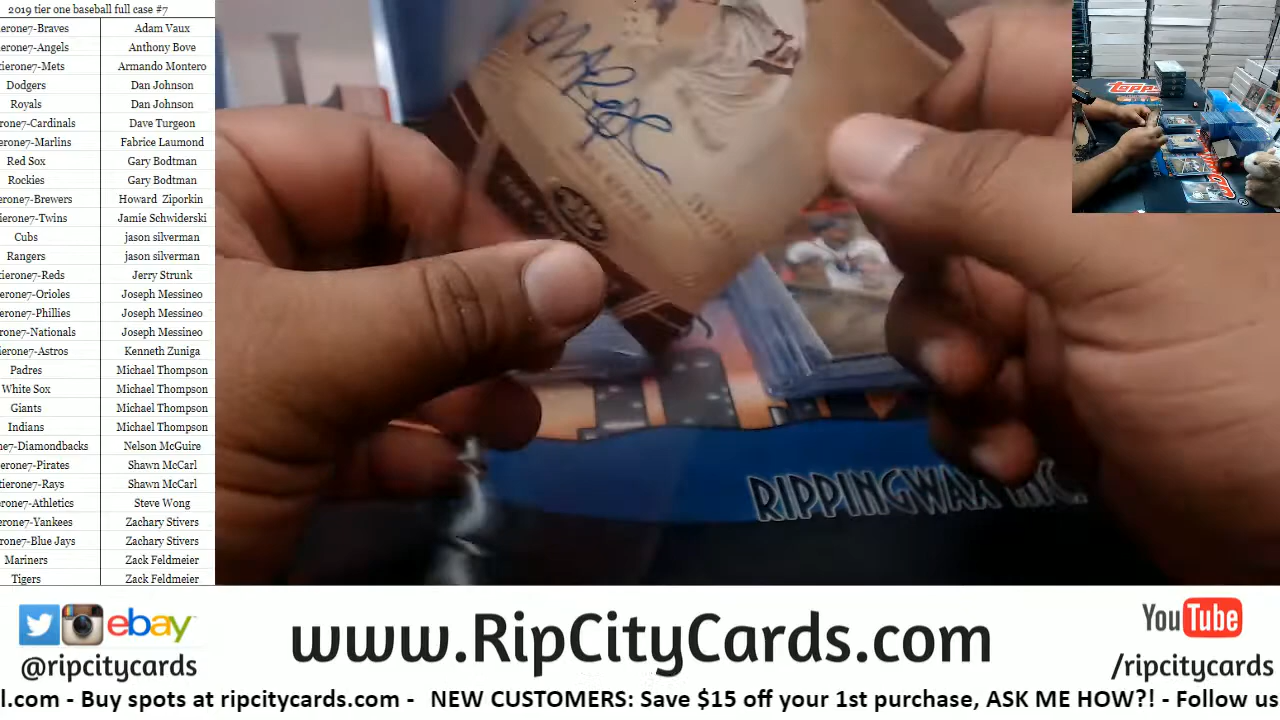 2019 tier one baseball full case #7
ierone7-Braves Adam Vaux
ierone7-Angels Anthony Bove
tierone7-Mets Armando Montero
Dodgers Dan Johnson
Royals Dan Johnson
rone7-Cardinals Dave Turgeon
erone7-Marlins Fabrice Laumond
Red Sox Gary Bodtman
Rockies Gary Bodtman
erone7-Brewers Howard Ziporkin
ierone7-Twins Jamie Schwiderski
Cubs jason silverman
Rangers jason silverman
tierone7-Reds Jerry Strunk
erone7-Orioles Joseph Messineo
erone7-Phillies Joseph Messineo
rone7-Nationals Joseph Messineo
ierone7-Astros Kenneth Zuniga
Padres Michael Thompson
White Sox Michael Thompson
Giants Michael Thompson
Indians Michael Thompson
ne7-Diamondbacks Nelson McGuire
erone7-Pirates Shawn McCarl
tierone7-Rays Shawn McCarl
erone7-Athletics Steve Wong
erone7-Yankees Zachary Stivers
erone7-Blue Jays Zachary Stivers
Mariners Zack Feldmeier
Tigers Zack Feldmeier
topps
RIPPINGWAX INC.
ebay
@ripcitycards
www.RipCityCards.com
YouTube
/ripcitycards
l.com - Buy spots at ripcitycards.com - NEW CUSTOMERS: Save $15 off your 1st purchase, ASK ME HOW?! - Follow us